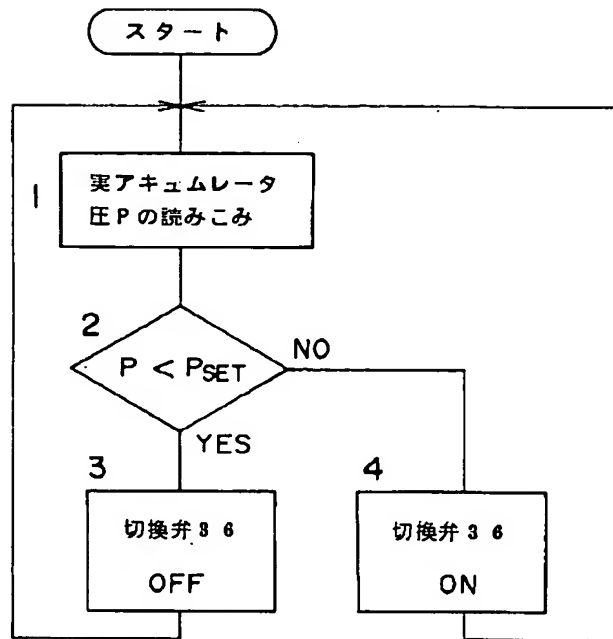 スタート
1
実アキュムレータ
圧Pの読みこみ
2
P < PSET
NO
YES
3
切換弁36
OFF
4
切換弁36
ON